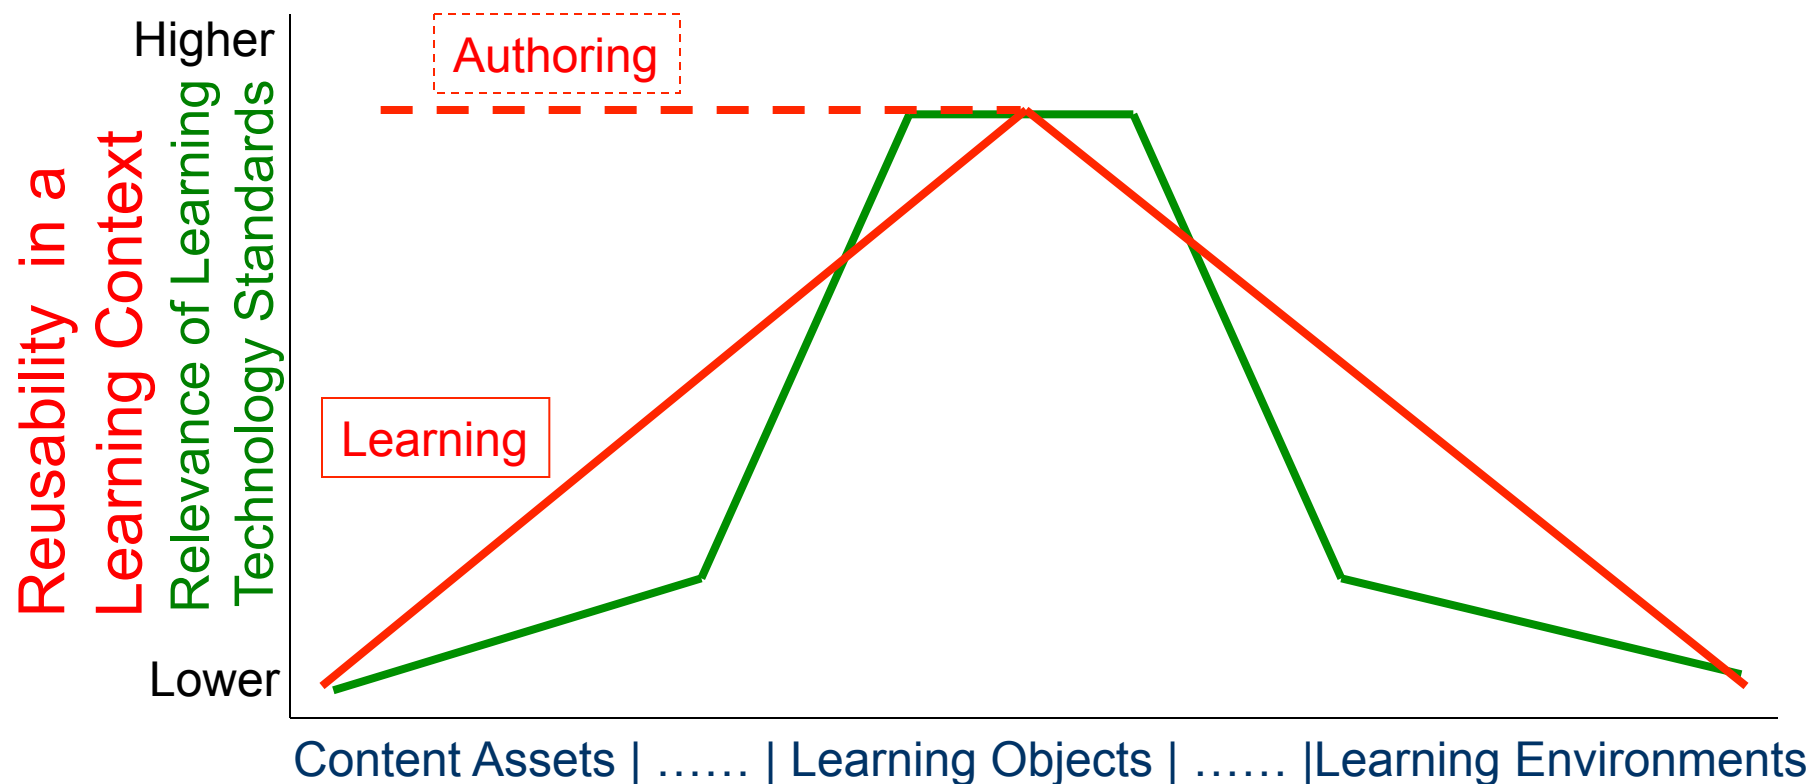 Higher
Authoring
Reusability in a
Learning Context
Relevance of Learning
Technology Standards
Learning
Lower
Content Assets | …… | Learning Objects | …… |Learning Environments